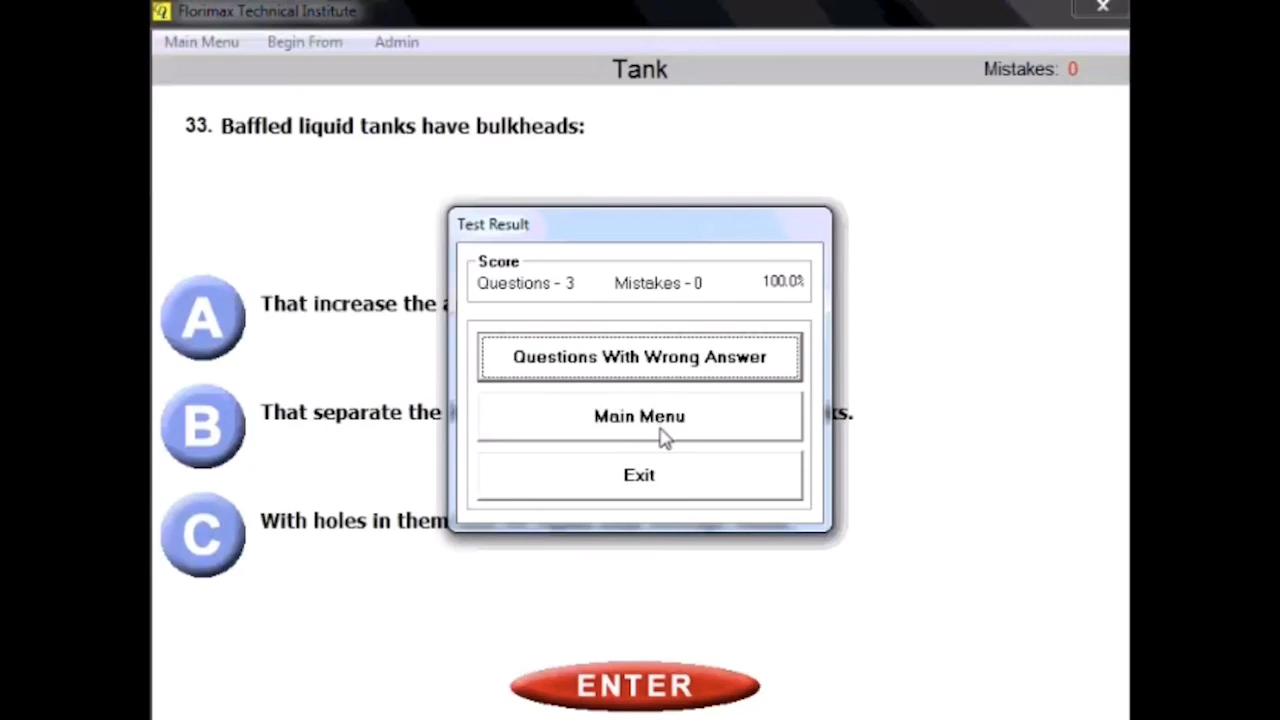 Florimax Technical Institute
Main Menu Begin From Admin
Tank
Mistakes: 0
33. Baffled liquid tanks have bulkheads:
Test Result
Score
Questions - 3 Mistakes - 0 100.0%
Questions With Wrong Answer
Main Menu
Exit
A That increase the
B That separate the
C With holes in them
ENTER